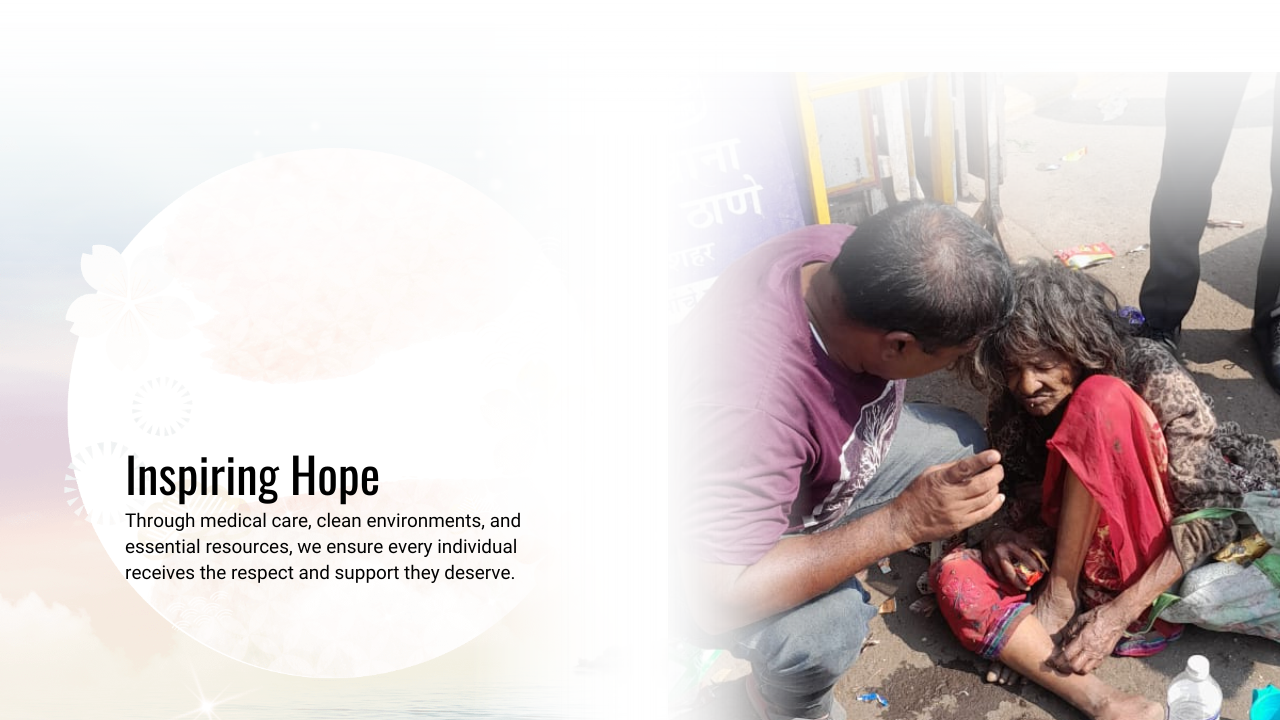 Inspiring Hope
Through medical care, clean environments, and
essential resources, we ensure every individual
receives the respect and support they deserve.
ठाणे